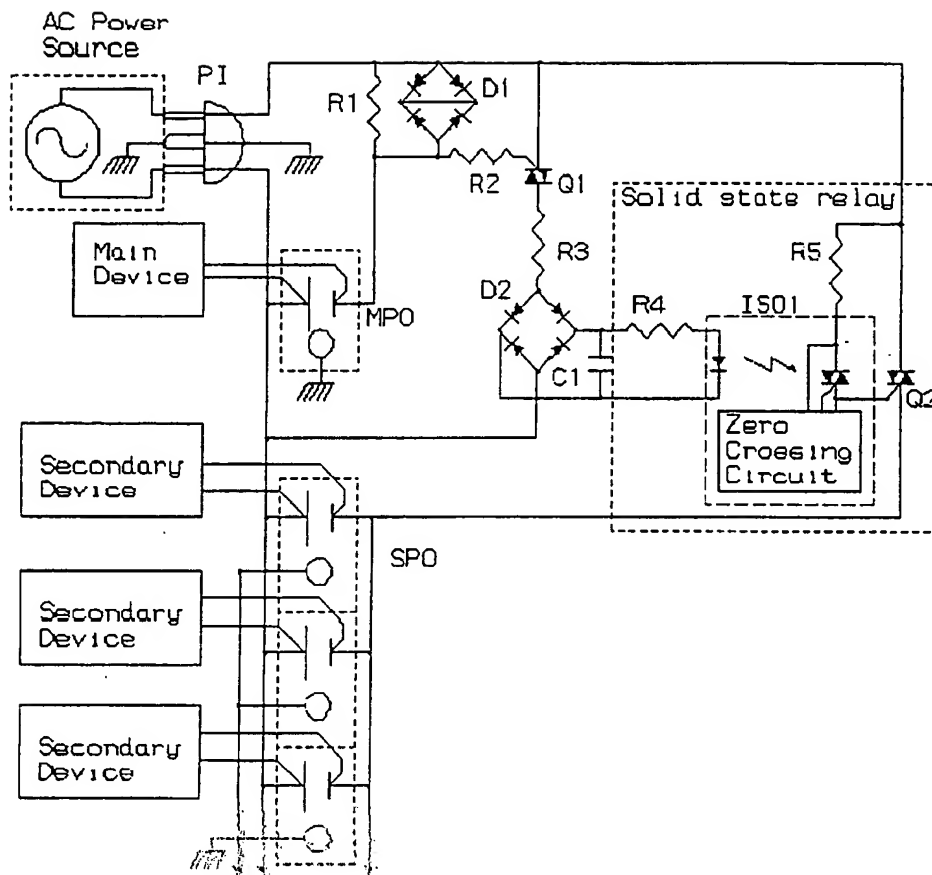 AC Power
Source
PI
R1
D1
R2
Q1
Solid state relay
Main
Device
R3
R5
D2
MPO
R4
ISO1
C1
Q2
Zero
Crossing
Circuit
Secondary
Device
SPO
Secondary
Device
Secondary
Device